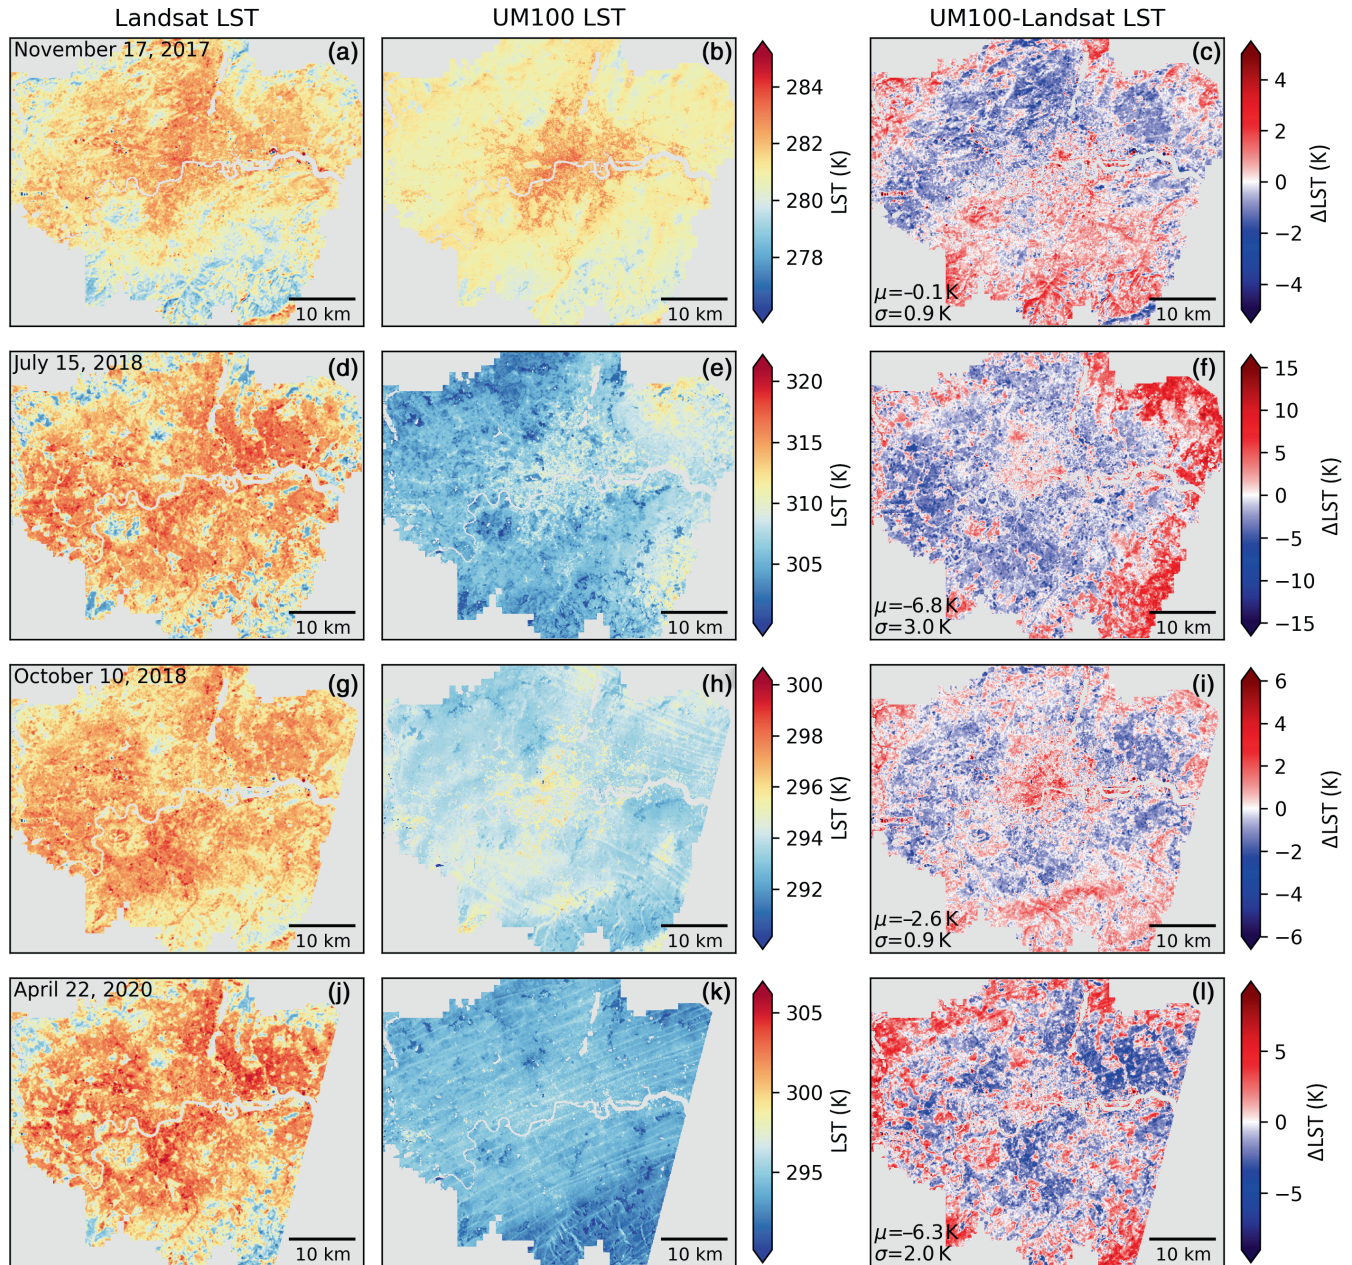 Landsat LST
UM100 LST
UM100-Landsat LST
November 17, 2017
(a)
10 km
(b)
10 km
284
282
280
278
LST (K)
(c)
μ=–0.1 K
σ=0.9 K
10 km
4
2
0
−2
−4
ΔLST (K)
July 15, 2018
(d)
10 km
(e)
10 km
320
315
310
305
LST (K)
(f)
μ=–6.8 K
σ=3.0 K
10 km
15
10
5
0
−5
−10
−15
ΔLST (K)
October 10, 2018
(g)
10 km
(h)
10 km
300
298
296
294
292
LST (K)
(i)
μ=–2.6 K
σ=0.9 K
10 km
6
4
2
0
−2
−4
−6
ΔLST (K)
April 22, 2020
(j)
10 km
(k)
10 km
305
300
295
LST (K)
(l)
μ=–6.3 K
σ=2.0 K
10 km
5
0
−5
ΔLST (K)